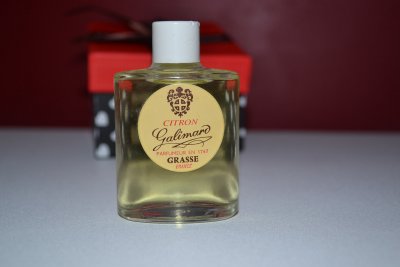 CITRON
Galimard
PARFUMEUR EN 1747
GRASSE
FRANCE